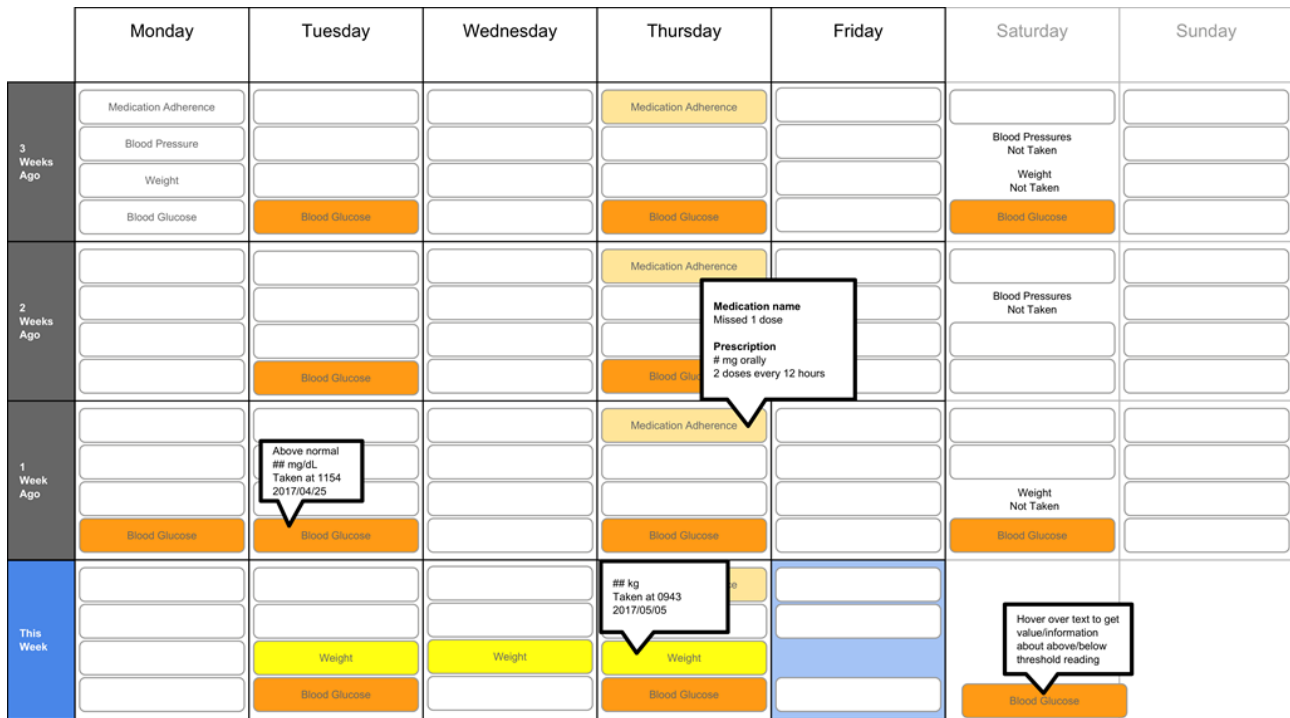 Monday
Tuesday
Wednesday
Thursday
Friday
Saturday
Sunday
3
Weeks
Ago
Medication Adherence
Medication Adherence
Blood Pressure
Blood Pressures
Not Taken
Weight
Weight
Not Taken
Blood Glucose
Blood Glucose
Blood Glucose
Blood Glucose
2
Weeks
Ago
Medication Adherence
Blood Pressures
Not Taken
Medication name
Missed 1 dose
Prescription
# mg orally
2 doses every 12 hours
Blood Glucose
Blood Glu
1
Week
Ago
Medication Adherence
Above normal
## mg/dL
Taken at 1154
2017/04/25
Weight
Not Taken
Blood Glucose
Blood Glucose
Blood Glucose
Blood Glucose
This
Week
## kg
Taken at 0943
2017/05/05
Hover over text to get
value/information
about above/below
threshold reading
Weight
Weight
Weight
Blood Glucose
Blood Glucose
Blood Glucose